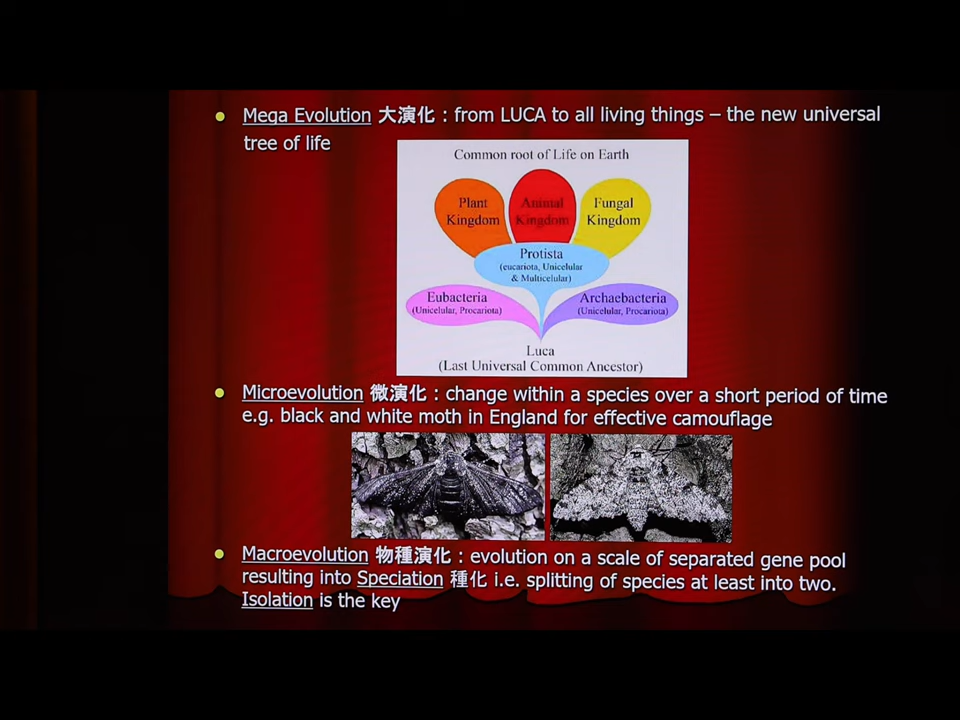 Mega Evolution 大演化 : from LUCA to all living things – the new universal
tree of life
Common root of Life on Earth
Plant
Kingdom
Animal
Kingdom
Fungal
Kingdom
Protista
(eucariota, Unicelular
& Multicelular)
Eubacteria
(Unicelular, Procariota)
Archaebacteria
(Unicelular, Procariota)
Luca
(Last Universal Common Ancestor)
Microevolution 微演化 : change within a species over a short period of time
e.g. black and white moth in England for effective camouflage
Macroevolution 物種演化 : evolution on a scale of separated gene pool
resulting into Speciation 種化 i.e. splitting of species at least into two.
Isolation is the key